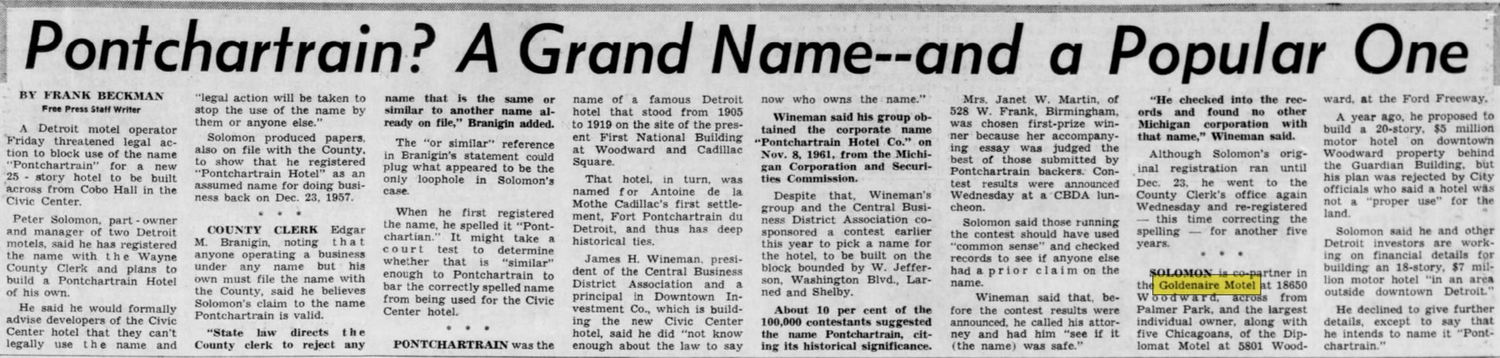 Pontchartrain? A Grand Name--and a Popular One
BY FRANK BECKMAN
Free Press Staff Writer
A Detroit motel operator
Friday threatened legal ac-
tion to block use of the name
"Pontchartrain" for a new
25 - story hotel to be built
across from Cobo Hall in the
Civic Center.
Peter Solomon, part - owner
and manager of two Detroit
motels, said he has registered
the name with the Wayne
County Clerk and plans to
build a Pontchartrain Hotel
of his own.
He said he would formally
advise developers of the Civic
Center hotel that they can't
legally use the name and
"legal action will be taken to
stop the use of the name by
them or anyone else."
Solomon produced papers,
also on file with the County,
to show that he registered
"Pontchartrain Hotel" as an
assumed name for doing busi-
ness back on Dec. 23, 1957.
* * *
COUNTY CLERK Edgar
M. Branigin, noting that
anyone operating a business
under any name but his
own must file the name with
the County, said he believes
Solomon's claim to the name
Pontchartrain is valid.
"State law directs the
County clerk to reject any
name that is the same or
similar to another name al-
ready on file," Branigin added.
The "or similar" reference
in Branigin's statement could
plug what appeared to be the
only loophole in Solomon's
case.
When he first registered
the name, he spelled it "Pont-
chartian." It might take a
court test to determine
whether that is "similar"
enough to Pontchartrain to
bar the correctly spelled name
from being used for the Civic
Center hotel.
* * *
PONTCHARTRAIN was the
name of a famous Detroit
hotel that stood from 1905
to 1919 on the site of the pres-
ent First National Building
at Woodward and Cadillac
Square.
That hotel, in turn, was
named for Antoine de la
Mothe Cadillac's first settle-
ment, Fort Pontchartrain du
Detroit, and thus has deep
historical ties.
James H. Wineman, presi-
dent of the Central Business
District Association and a
principal in Downtown In-
vestment Co., which is build-
ing the new Civic Center
hotel, said he did "not know
enough about the law to say
now who owns the name."
Wineman said his group ob-
tained the corporate name
"Pontchartrain Hotel Co." on
Nov. 8, 1961, from the Michi-
gan Corporation and Securi-
ties Commission.
Despite that, Wineman's
group and the Central Busi-
ness District Association co-
sponsored a contest earlier
this year to pick a name for
the hotel, to be built on the
block bounded by W. Jeffer-
son, Washington Blvd., Lar-
ned and Shelby.
About 10 per cent of the
100,000 contestants suggested
the name Pontchartrain, cit-
ing its historical significance.
Mrs. Janet W. Martin, of
528 W. Frank, Birmingham,
was chosen first-prize win-
ner because her accompany-
ing essay was judged the
best of those submitted by
Pontchartrain backers. Con-
test results were announced
Wednesday at a CBDA lun-
cheon.
Solomon said those running
the contest should have used
"common sense" and checked
records to see if anyone else
had a prior claim on the
name.
Wineman said that, be-
fore the contest results were
announced, he called his attor-
ney and had him "see if it
(the name) was safe."
"He checked into the rec-
ords and found no other
Michigan corporation with
that name," Wineman said.
Although Solomon's orig-
inal registration ran until
Dec. 23, he went to the
County Clerk's office again
Wednesday and re-registered
— this time correcting the
spelling — for another five
years.
* * *
SOLOMON is co-partner in
the Goldenaire Motel at 18650
Woodward, across from
Palmer Park, and the largest
individual owner, along with
five Chicagoans, of the Dip-
lomat Motel at 5801 Wood-
ward, at the Ford Freeway.
A year ago, he proposed to
build a 20-story, $5 million
motor hotel on downtown
Woodward property behind
the Guardian Building, but
his plan was rejected by City
officials who said a hotel was
not a "proper use" for the
land.
Solomon said he and other
Detroit investors are work-
ing on financial details for
building an 18-story, $7 mil-
lion motor hotel "in an area
outside downtown Detroit."
He declined to give further
details, except to say that
he intends to name it "Pont-
chartrain."